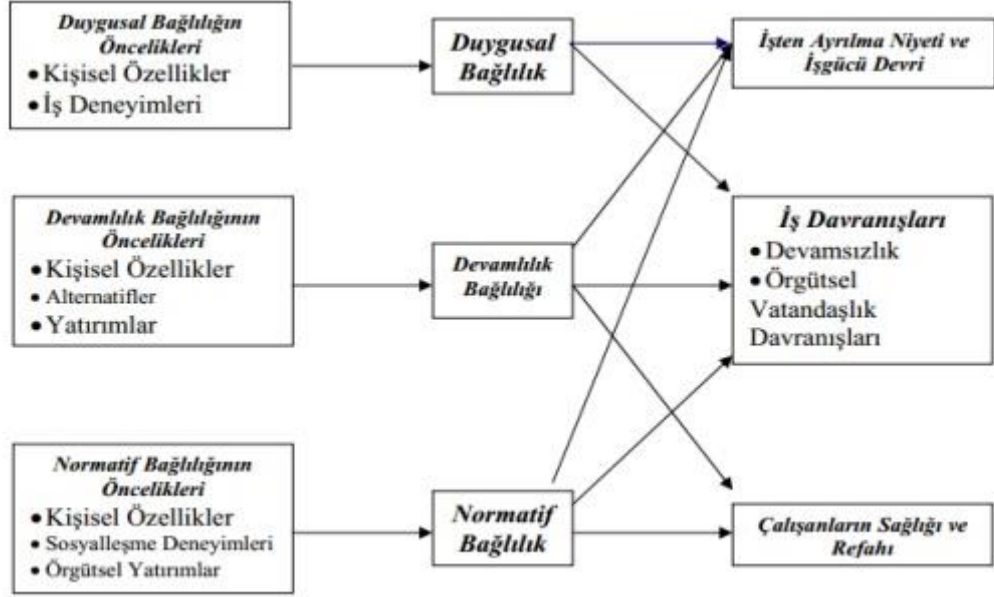 Duygusal Bağlılığın
Öncelikleri
• Kişisel Özellikler
• İş Deneyimleri
Duygusal
Bağlılık
İşten Ayrılma Niyeti ve
İşgücü Devri
Devamlılık Bağlılığının
Öncelikleri
• Kişisel Özellikler
• Alternatifler
• Yatırımlar
Devamlılık
Bağlılığı
İş Davranışları
• Devamsızlık
• Örgütsel
Vatandaşlık
Davranışları
Normatif Bağlılığının
Öncelikleri
• Kişisel Özellikler
• Sosyalleşme Deneyimleri
• Örgütsel Yatırımlar
Normatif
Bağlılık
Çalışanların Sağlığı ve
Refahı